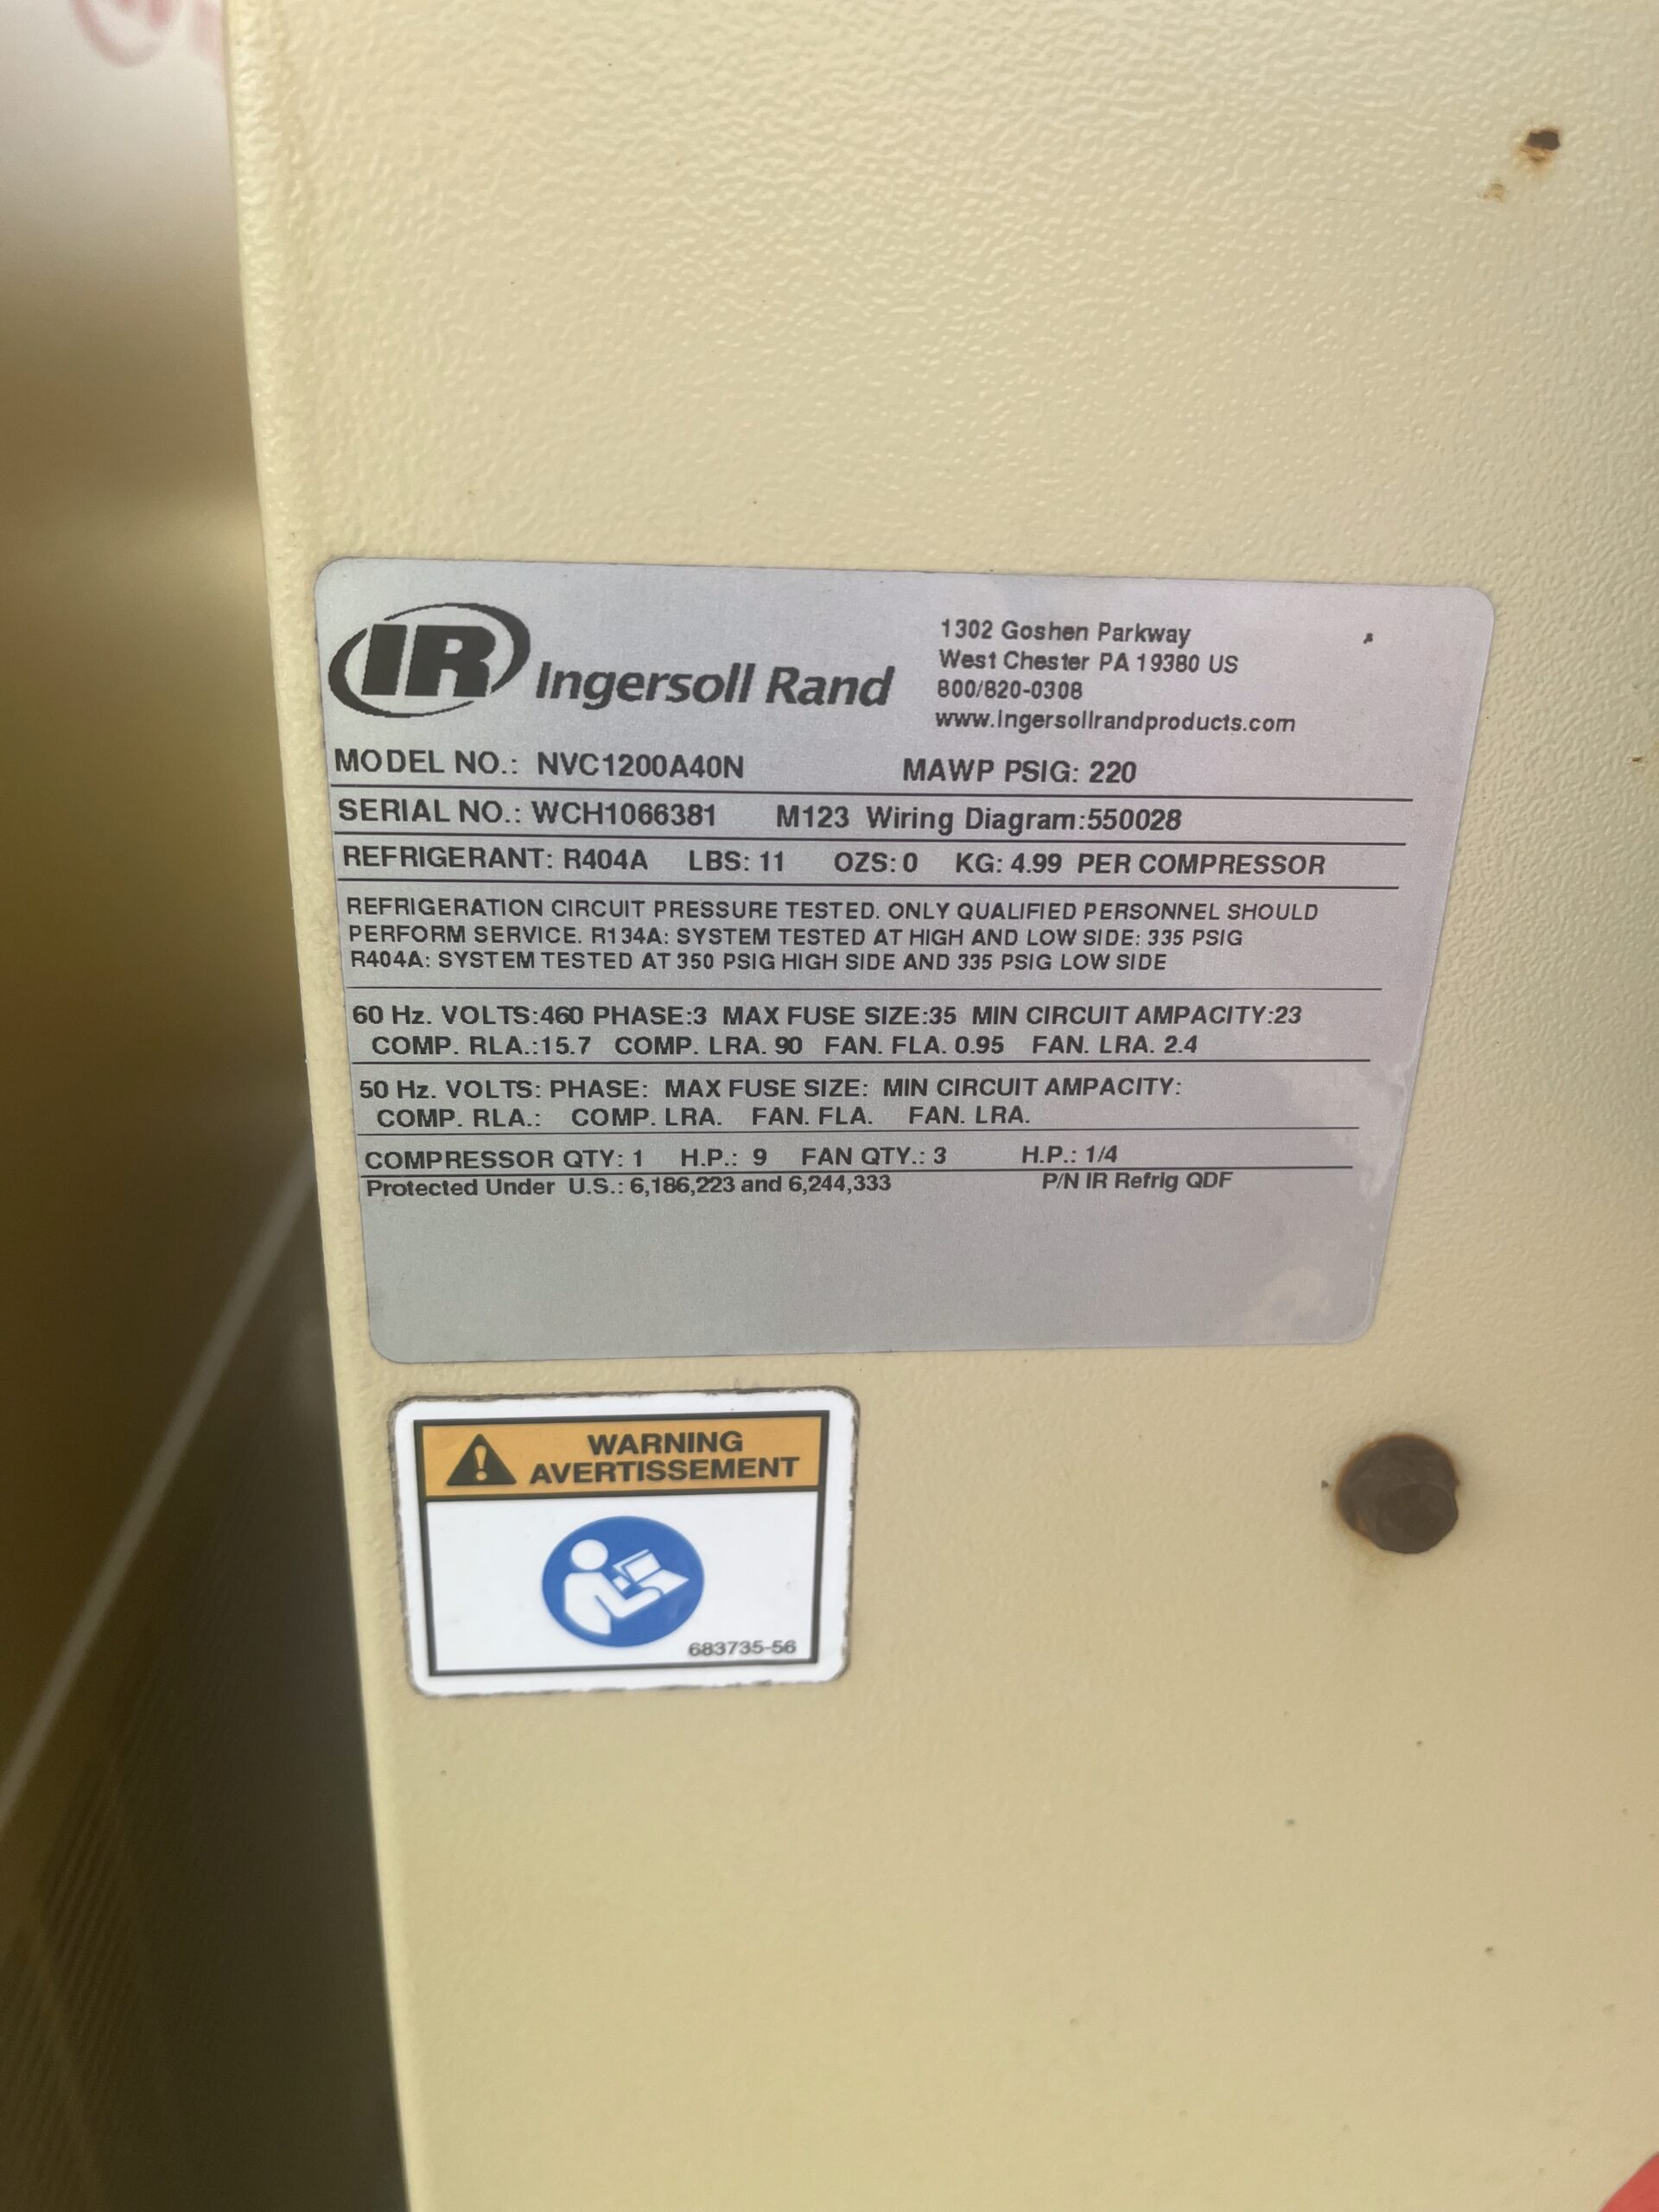 IR Ingersoll Rand
1302 Goshen Parkway
West Chester PA 19380 US
800/820-0308
www.ingersollrandproducts.com
MODEL NO.: NVC1200A40N MAWP PSIG: 220
SERIAL NO.: WCH1066381 M123 Wiring Diagram:550028
REFRIGERANT: R404A LBS: 11 OZS: 0 KG: 4.99 PER COMPRESSOR
REFRIGERATION CIRCUIT PRESSURE TESTED. ONLY QUALIFIED PERSONNEL SHOULD
PERFORM SERVICE. R134A: SYSTEM TESTED AT HIGH AND LOW SIDE: 335 PSIG
R404A: SYSTEM TESTED AT 350 PSIG HIGH SIDE AND 335 PSIG LOW SIDE
60 Hz. VOLTS:460 PHASE:3 MAX FUSE SIZE:35 MIN CIRCUIT AMPACITY:23
COMP. RLA.:15.7 COMP. LRA. 90 FAN. FLA. 0.95 FAN. LRA. 2.4
50 Hz. VOLTS: PHASE: MAX FUSE SIZE: MIN CIRCUIT AMPACITY:
COMP. RLA.: COMP. LRA. FAN. FLA. FAN. LRA.
COMPRESSOR QTY: 1 H.P.: 9 FAN QTY.: 3 H.P.: 1/4
Protected Under U.S.: 6,186,223 and 6,244,333 P/N IR Refrig QDF
WARNING
AVERTISSEMENT
683735-56